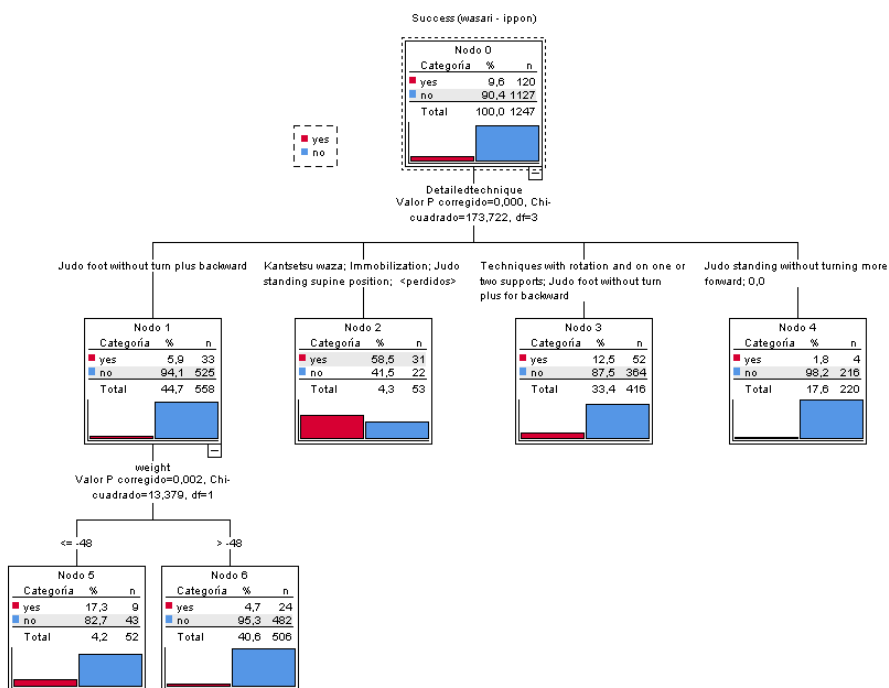 Success (wasari - ippon)
Nodo 0
Categoría % n
yes 9,6 120
no 90,4 1127
Total 100,0 1247
yes
no
Detailedtechnique
Valor P corregido=0,000, Chi-
cuadrado=173,722, df=3
Judo foot without turn plus backward
Kantsetsu waza; Immobilization; Judo
standing supine position; <perdidos>
Techniques with rotation and on one or
two supports; Judo foot without turn
plus for backward
Judo standing without turning more
forward; 0,0
Nodo 1
Categoría % n
yes 5,9 33
no 94,1 525
Total 44,7 558
Nodo 2
Categoría % n
yes 58,5 31
no 41,5 22
Total 4,3 53
Nodo 3
Categoría % n
yes 12,5 52
no 87,5 364
Total 33,4 416
Nodo 4
Categoría % n
yes 1,8 4
no 98,2 216
Total 17,6 220
weight
Valor P corregido=0,002, Chi-
cuadrado=13,379, df=1
<= -48
> -48
Nodo 5
Categoría % n
yes 17,3 9
no 82,7 43
Total 4,2 52
Nodo 6
Categoría % n
yes 4,7 24
no 95,3 482
Total 40,6 506